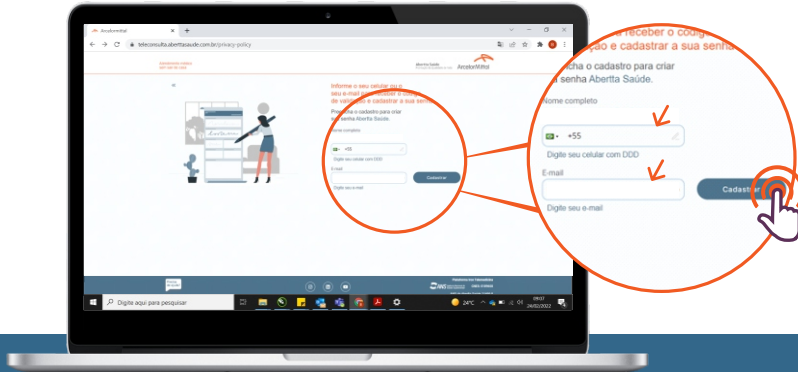 ArcelorMittal
teleconsulta.aberttasaude.com.br/privacy-policy
Abertta Saúde
ArcelorMittal
Informe o seu celular ou o
seu e-mail para receber o código
de validação e cadastrar a sua senha
Preencha o cadastro para criar
sua senha Abertta Saúde.
Nome completo
+55
Digite seu celular com DDD
E-mail
Cadastrar
Digite seu e-mail
receber o código
ção e cadastrar a sua senha
cha o cadastro para criar
senha Abertta Saúde.
Nome completo
+55
Digite seu celular com DDD
E-mail
Cadastrar
Digite seu e-mail
ANS
Digite aqui para pesquisar
24°C
09:07
24/02/2022